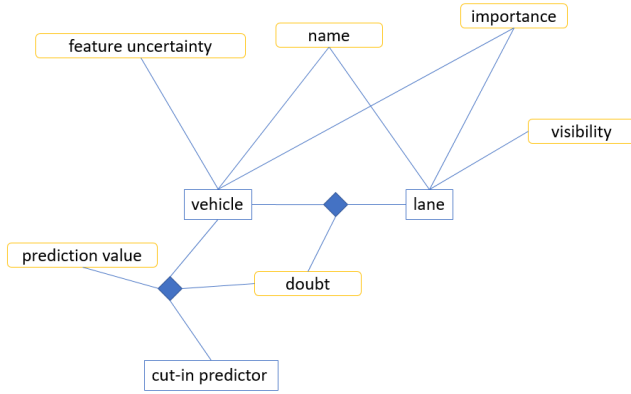 importance
name
feature uncertainty
visibility
vehicle
lane
prediction value
doubt
cut-in predictor